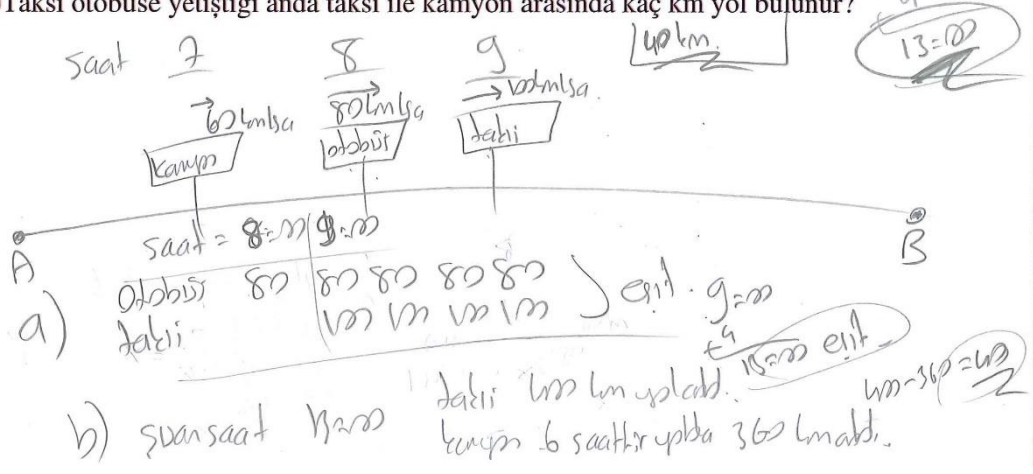 Taksi otobüse yetiştiği anda taksi ile kamyon arasında kaç km yol bulunur?
40 km.
13:00
saat 7 8 9
60 km/sa 80 km/sa 100 km/sa.
kamyon otobüs taksi
A B
saat = 8:00 9:00
a) otobüs 80 80 80 80 80
taksi 100 100 100 100
eşit. 9:00
+ 4
13:00 eşit
b) şuan saat 13:00 taksi 400 km yol aldı.
kamyon 6 saattir yolda 360 km aldı.
400-360=40